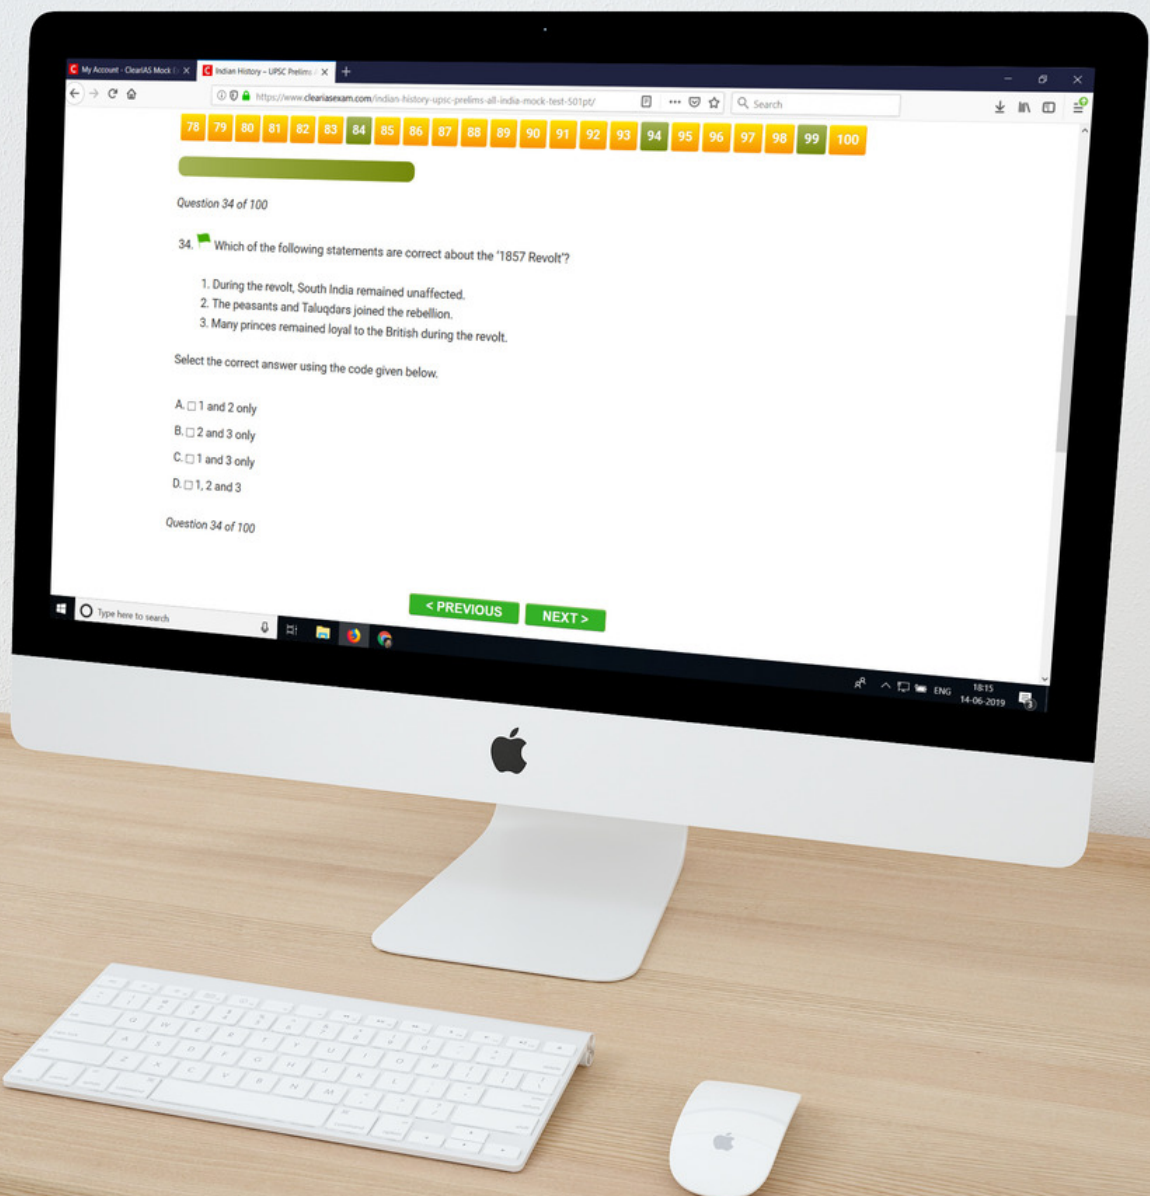 My Account - ClearIAS Mock
Indian History – UPSC Prelims
https://www.cleariasexam.com/indian-history-upsc-prelims-all-india-mock-test-501pt/
Search
78 79 80 81 82 83 84 85 86 87 88 89 90 91 92 93 94 95 96 97 98 99 100
Question 34 of 100
34. Which of the following statements are correct about the '1857 Revolt'?
1. During the revolt, South India remained unaffected.
2. The peasants and Taluqdars joined the rebellion.
3. Many princes remained loyal to the British during the revolt.
Select the correct answer using the code given below.
A. 1 and 2 only
B. 2 and 3 only
C. 1 and 3 only
D. 1, 2 and 3
Question 34 of 100
< PREVIOUS NEXT >
Type here to search
ENG
18:15
14-06-2019
3